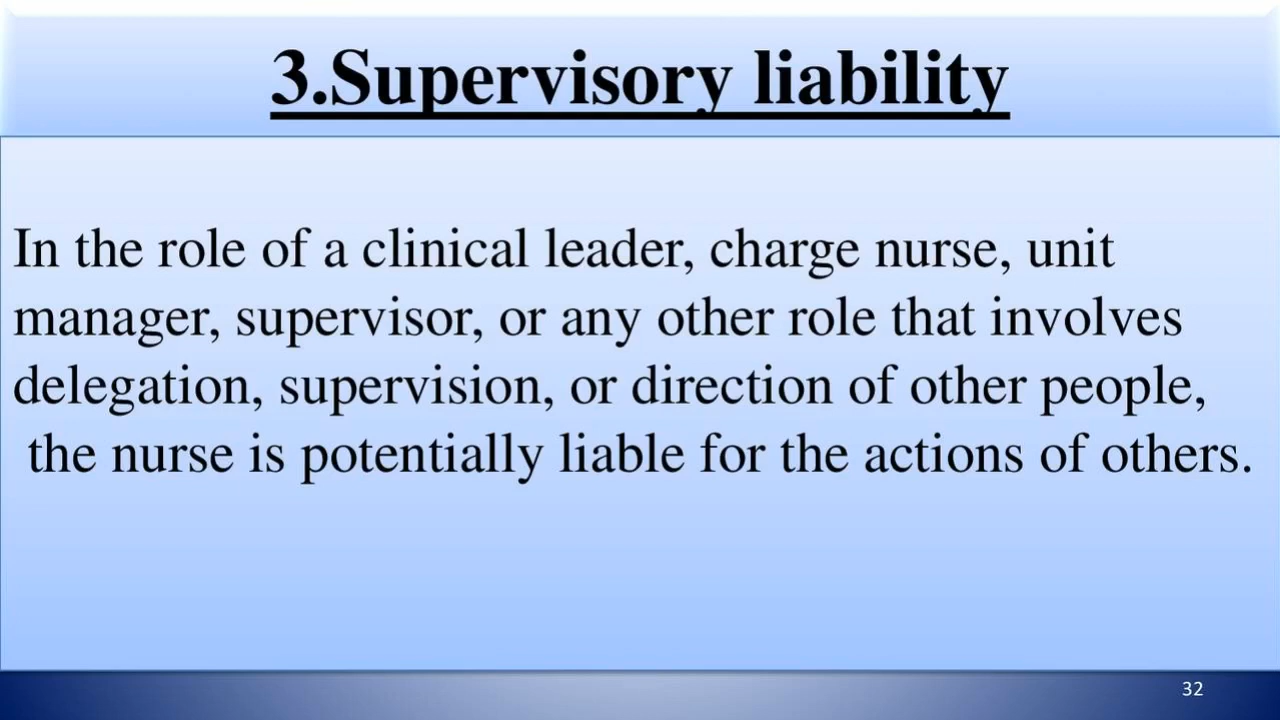 3.Supervisory liability
In the role of a clinical leader, charge nurse, unit
manager, supervisor, or any other role that involves
delegation, supervision, or direction of other people,
the nurse is potentially liable for the actions of others.
32